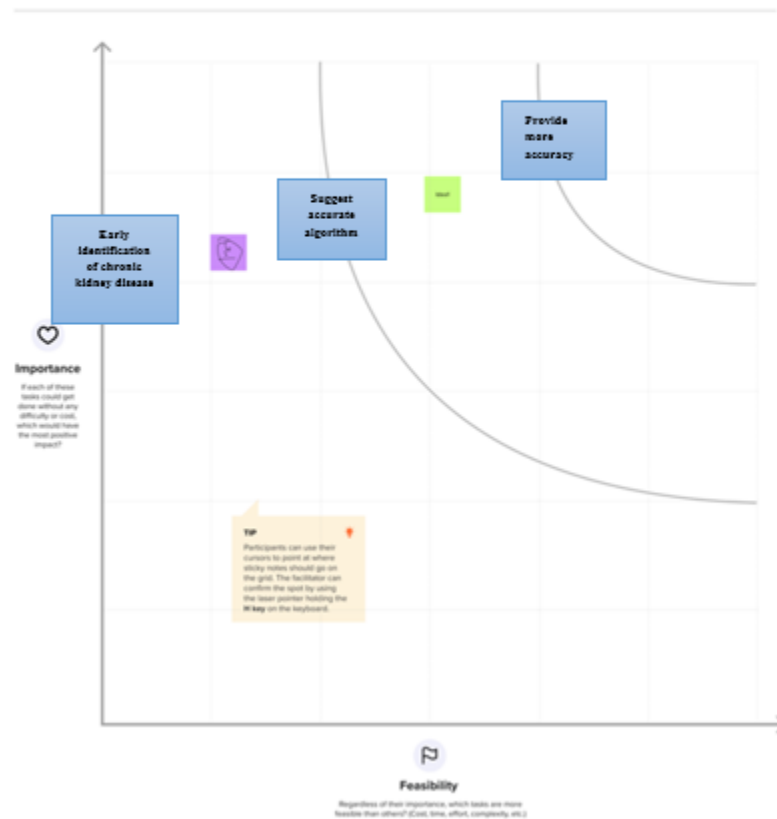 Provide
more
accuracy
Suggest
accurate
algorithm
Early
identification
of chronic
kidney disease
Importance
If each of these
tasks could get
done without any
difficulty or cost,
which would have
the most positive
impact?
TIP
Participants can use their
cursors to point at where
sticky notes should go on
the grid. The facilitator can
confirm the spot by using
the laser pointer holding the
H key on the keyboard.
Feasibility
Regardless of their importance, which tasks are more
feasible than others? (Cost, time, effort, complexity, etc.)